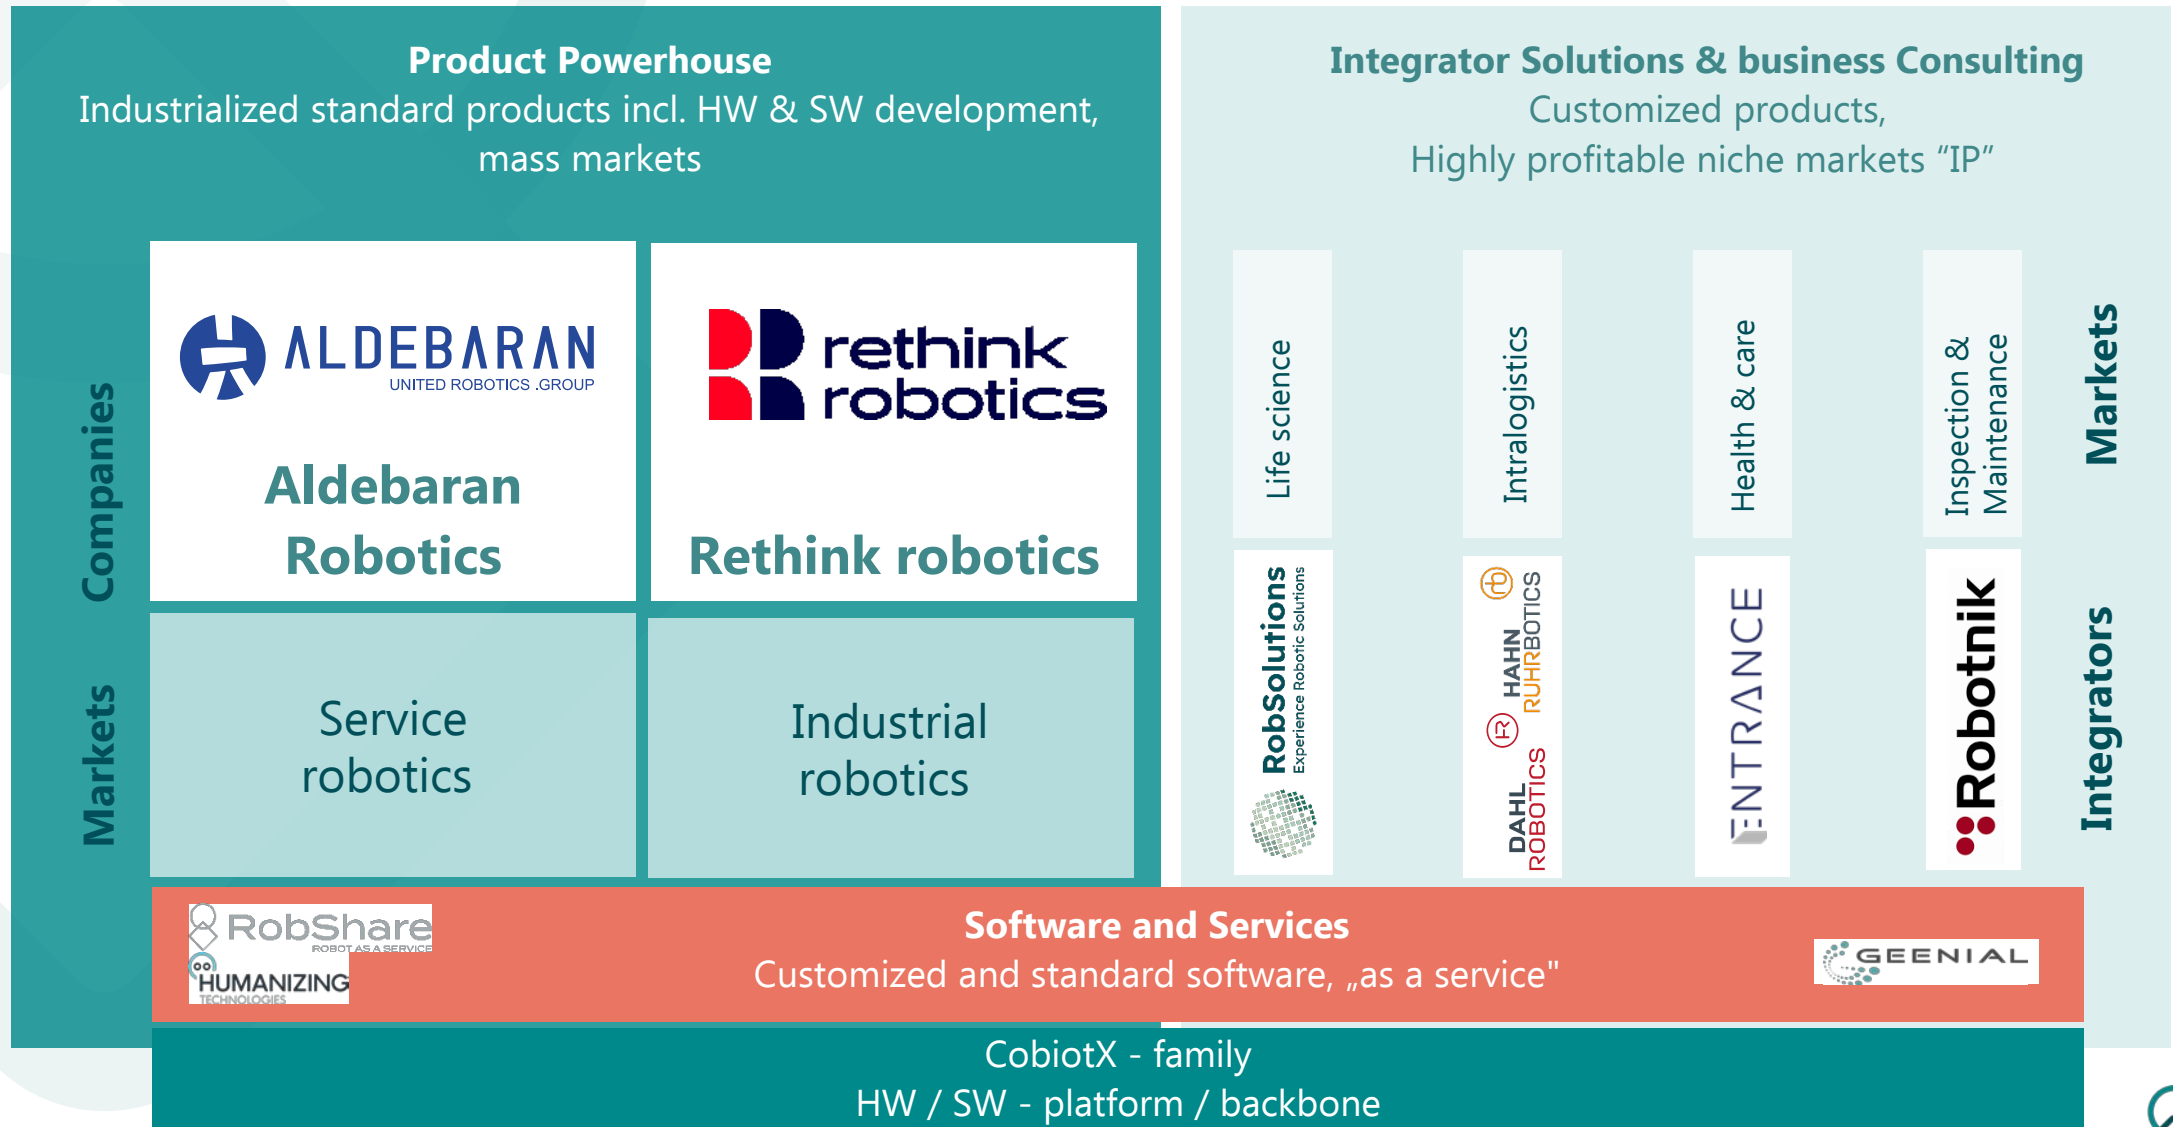 Product Powerhouse
Industrialized standard products incl. HW & SW development,
mass markets
Companies
ALDEBARAN
UNITED ROBOTICS .GROUP
Aldebaran
Robotics
rethink
robotics
Rethink robotics
Markets
Service
robotics
Industrial
robotics
Integrator Solutions & business Consulting
Customized products,
Highly profitable niche markets “IP”
Life science
Intralogistics
Health & care
Inspection &
Maintenance
Markets
RobSolutions
Experience Robotic Solutions
DAHL
ROBOTICS
HAHN
RUHRBOTICS
ENTRANCE
Robotnik
Integrators
RobShare
ROBOT AS A SERVICE
HUMANIZING
TECHNOLOGIES
Software and Services
Customized and standard software, „as a service"
GEENIAL
CobiotX - family
HW / SW - platform / backbone